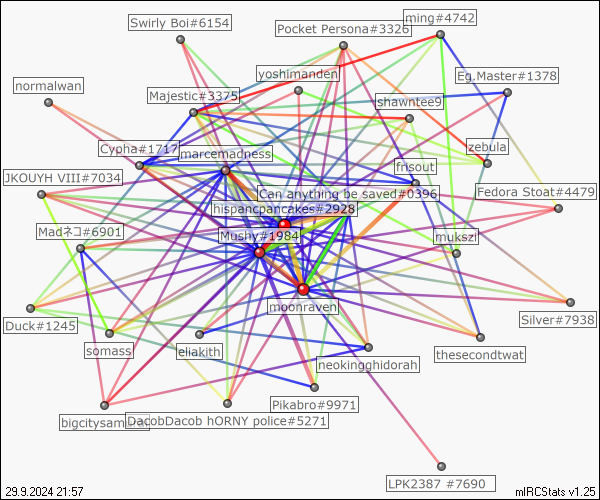 Swirly Boi#6154
ming#4742
Pocket Persona#3326
yoshimanden
Eg.Master#1378
normalwan
Majestic#3375
shawntee9
Cypha#1717
zebula
marcemadness
frisout
JKOUYH VIII#7034
Can anything be saved#0396
Fedora Stoat#4479
hispancpancakes#2928
Madネコ#6901
Mushy#1984
mukszi
moonraven
Duck#1245
Silver#7938
somass
eliakith
thesecondtwat
neokingghidorah
Pikabro#9971
DacobDacob hORNY police#5271
LPK2387 #7690
29.9.2024 21:57
mIRCStats v1.25